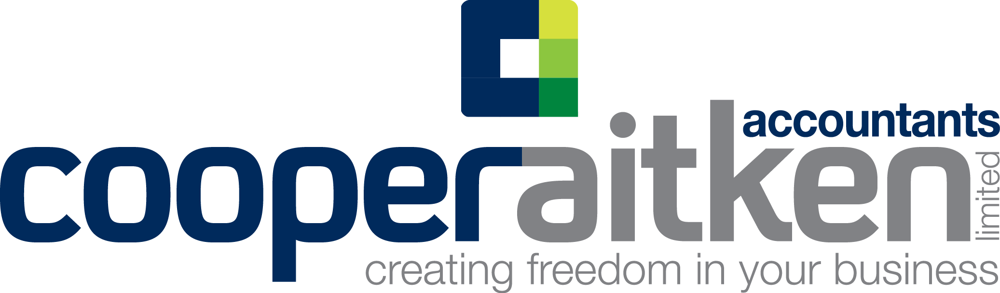 accountants
cooperaitken
limited
creating freedom in your business